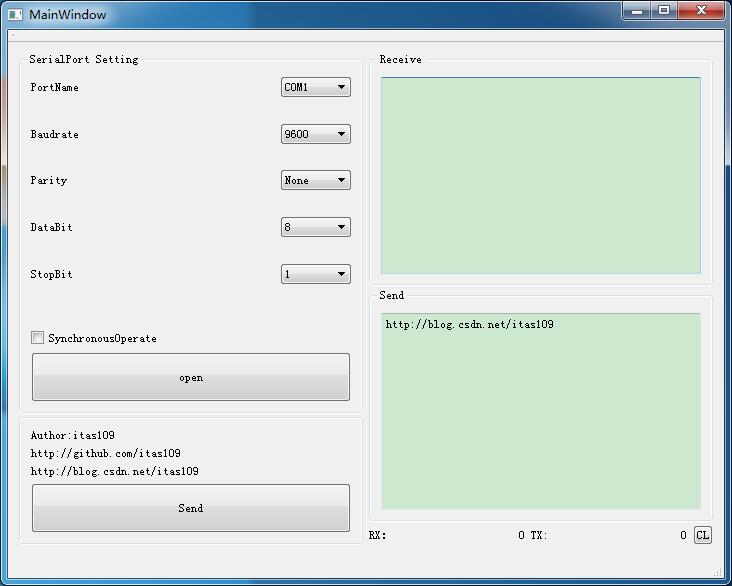 MainWindow
SerialPort Setting
PortName
COM1
Baudrate
9600
Parity
None
DataBit
8
StopBit
1
SynchronousOperate
open
Author:itas109
http://github.com/itas109
http://blog.csdn.net/itas109
Send
Receive
Send
http://blog.csdn.net/itas109
RX: 0 TX: 0 CL